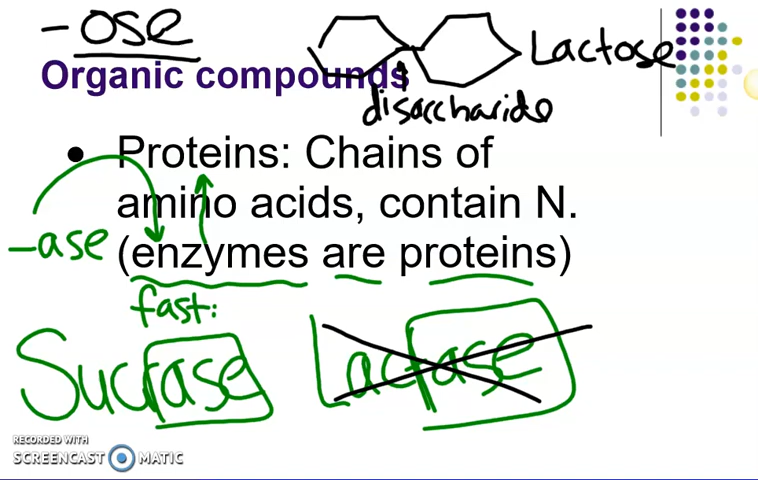 -ose
Lactose
Organic compounds
disaccharide
• Proteins: Chains of
amino acids, contain N.
-ase
(enzymes are proteins)
fast:
Sucrase
Lactase
RECORDED WITH
SCREENCAST MATIC